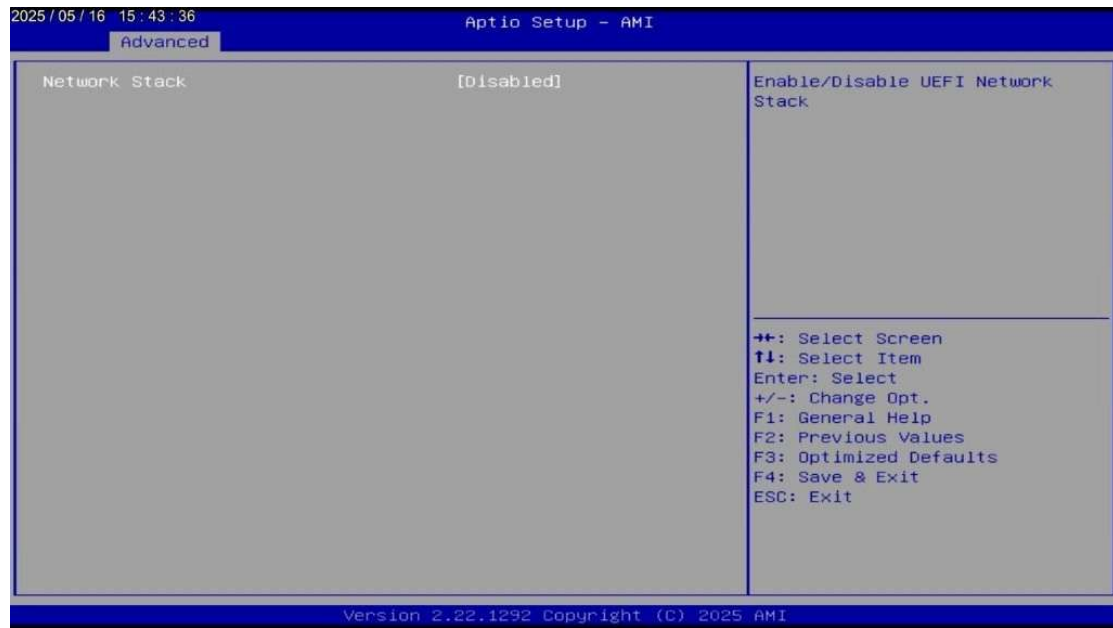 2025 / 05 / 16 15 : 43 : 36
Aptio Setup - AMI
Advanced
Network Stack [Disabled]
Enable/Disable UEFI Network
Stack
→←: Select Screen
↑↓: Select Item
Enter: Select
+/-: Change Opt.
F1: General Help
F2: Previous Values
F3: Optimized Defaults
F4: Save & Exit
ESC: Exit
Version 2.22.1292 Copyright (C) 2025 AMI